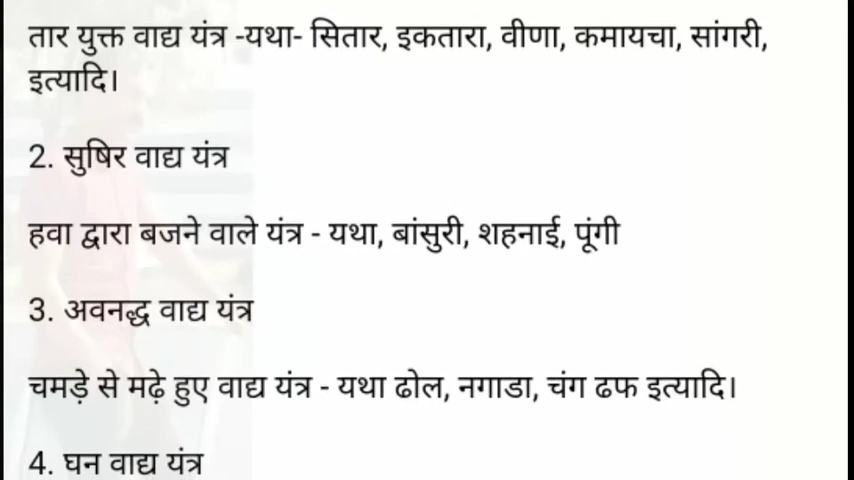 तार युक्त वाद्य यंत्र -यथा- सितार, इकतारा, वीणा, कमायचा, सांगरी,
इत्यादि।
2. सुषिर वाद्य यंत्र
हवा द्वारा बजने वाले यंत्र - यथा, बांसुरी, शहनाई, पूंगी
3. अवनद्ध वाद्य यंत्र
चमड़े से मढ़े हुए वाद्य यंत्र - यथा ढोल, नगाडा, चंग ढफ इत्यादि।
4. घन वाद्य यंत्र